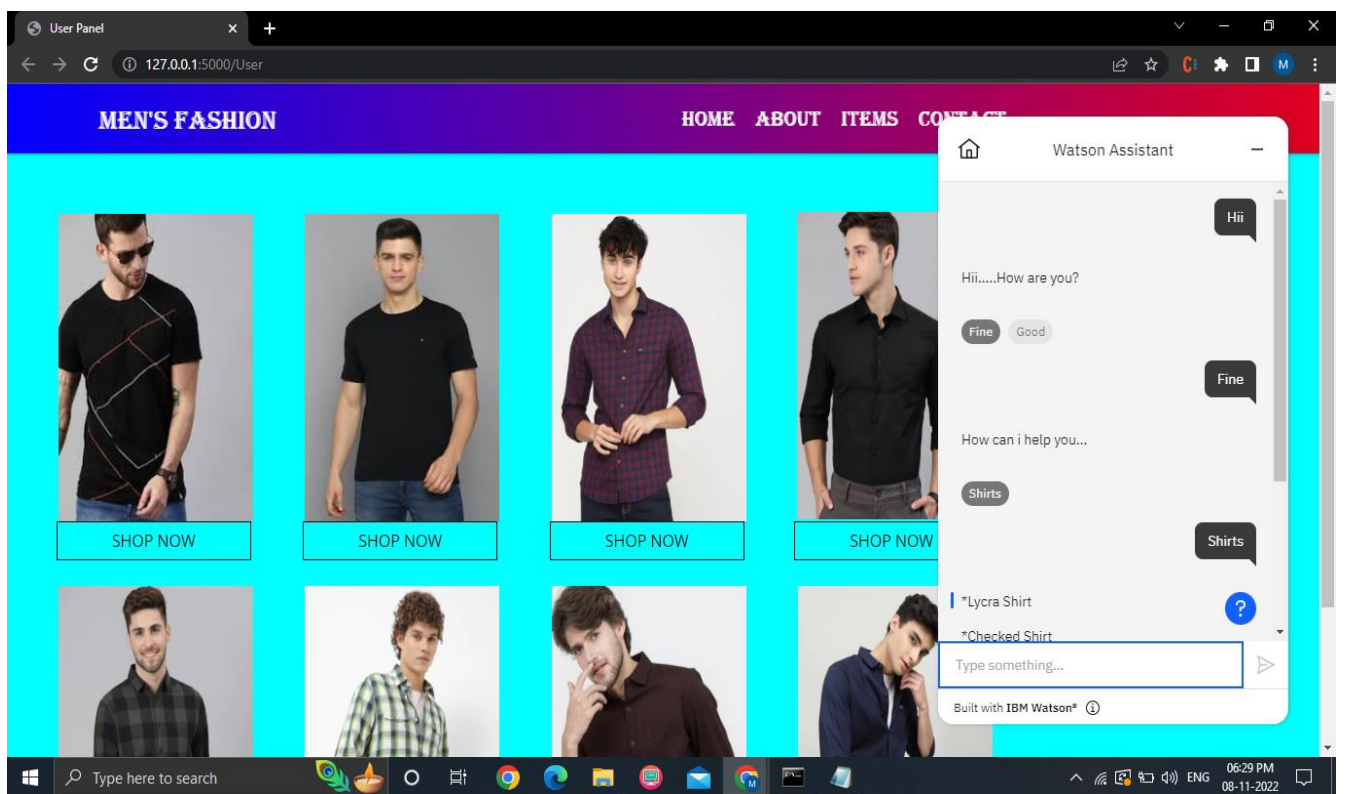 User Panel
127.0.0.1:5000/User
M
MEN'S FASHION
HOME ABOUT ITEMS CONTACT
Watson Assistant
Hii
Hii.....How are you?
Fine Good
Fine
How can i help you...
Shirts
Shirts
*Lycra Shirt
?
*Checked Shirt
SHOP NOW SHOP NOW SHOP NOW SHOP NOW
Type something...
Built with IBM Watson®
Type here to search
ENG
06:29 PM
08-11-2022